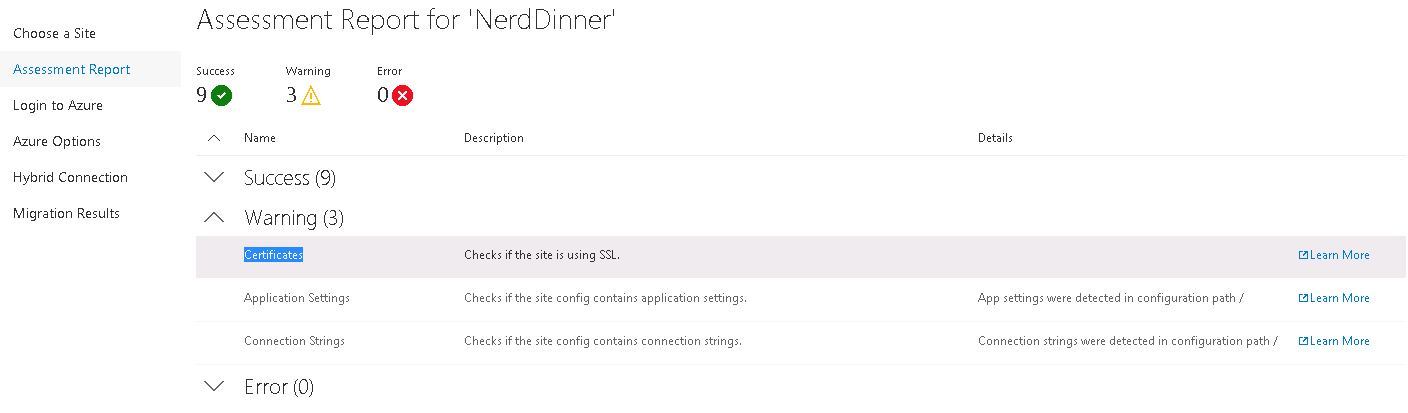 Assessment Report for 'NerdDinner'
Choose a Site
Assessment Report
Login to Azure
Azure Options
Hybrid Connection
Migration Results
Success Warning Error
9 3 0
Name Description Details
Success (9)
Warning (3)
Certificates Checks if the site is using SSL. Learn More
Application Settings Checks if the site config contains application settings. App settings were detected in configuration path / Learn More
Connection Strings Checks if the site config contains connection strings. Connection strings were detected in configuration path / Learn More
Error (0)